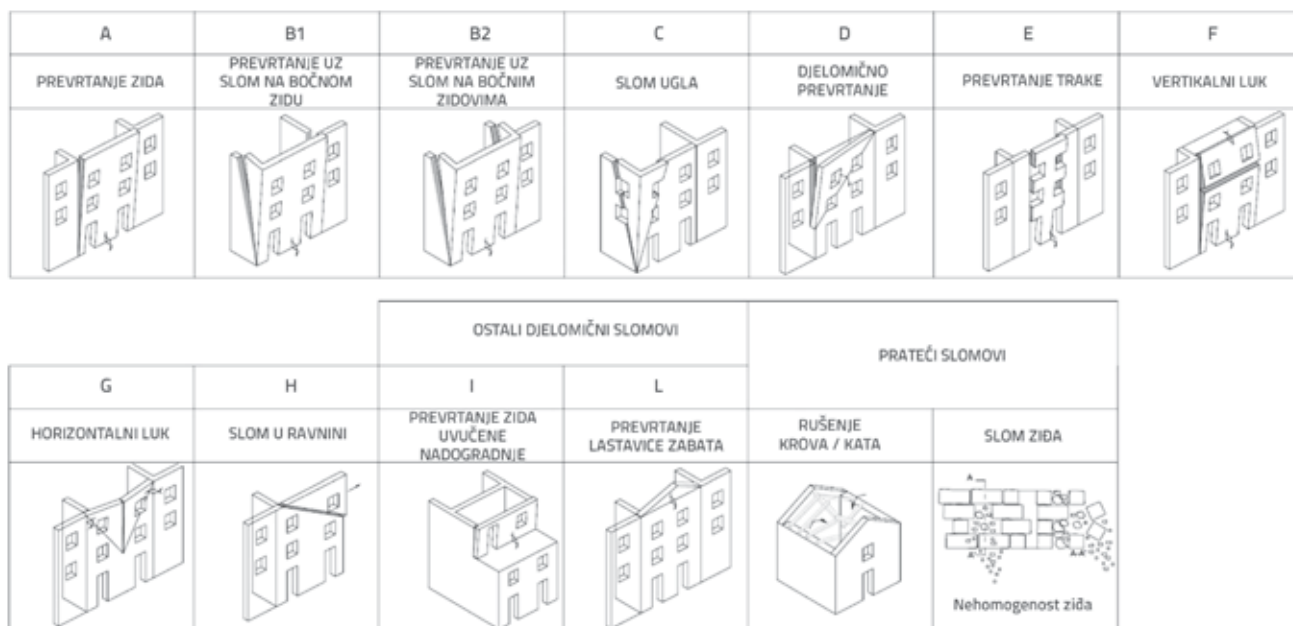 A
B1
B2
C
D
E
F
PREVRTANJE ZIDA
PREVRTANJE UZ
SLOM NA BOČNOM
ZIDU
PREVRTANJE UZ
SLOM NA BOČNIM
ZIDOVIMA
SLOM UGLA
DJELOMIČNO
PREVRTANJE
PREVRTANJE TRAKE
VERTIKALNI LUK
OSTALI DJELOMIČNI SLOMOVI
PRATEĆI SLOMOVI
G
H
I
L
HORIZONTALNI LUK
SLOM U RAVNINI
PREVRTANJE ZIDA
UVUČENE
NADOGRADNJE
PREVRTANJE
LASTAVICE ZABATA
RUŠENJE
KROVA / KATA
SLOM ZIĐA
A
A
A-A
Nehomogenost ziđa